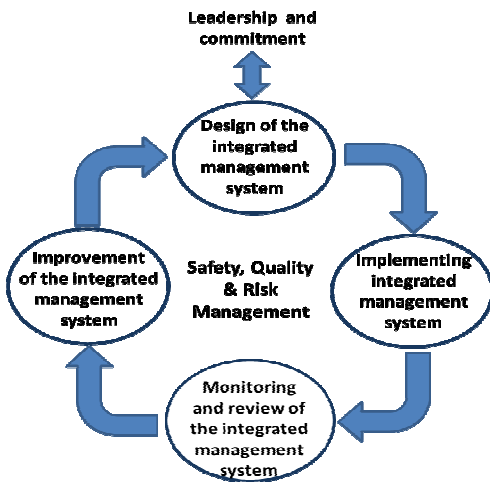 Leadership and
commitment
Design of the
integrated
management
system
Improvement
of the integrated
management
system
Safety, Quality
& Risk
Management
Implementing
integrated
management
system
Monitoring
and review of
the integrated
management
system